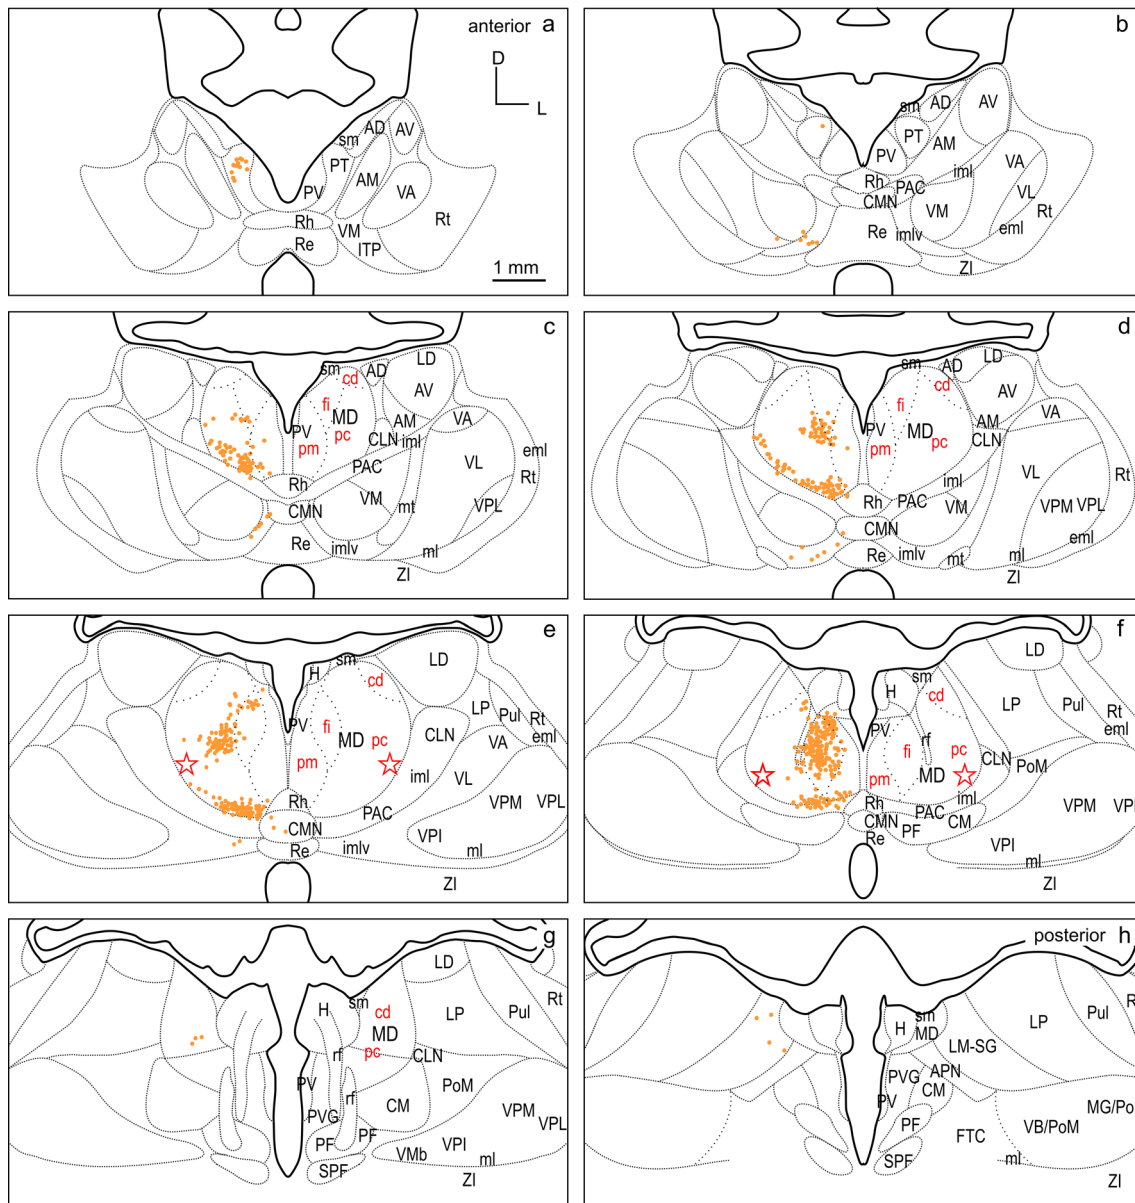 anterior a
D
L
sm AD AV
PT
AM
PV VA
Rh VM Rt
Re ITP
1 mm
b
sm AD AV
PT AM
PV iml VA
Rh PAC VL
CMN VM Rt
Re imlv eml
ZI
c
sm cd AD LD
AV
fi MD AM VA
PV pc CLN iml
pm eml
PAC VL Rt
Rh VM mt VPL
CMN
Re imlv ml
ZI
d
sm AD LD
cd AV
fi AM VA
PV MD pc CLN
pm
iml VL Rt
Rh PAC VM VPM VPL
CMN eml
Re imlv mt ml
ZI
e
H sm LD
cd
LP Pul Rt
PV fi MD pc CLN VA eml
pm iml VL
Rh PAC VPM VPL
CMN VPI
Re imlv ml
ZI
f
sm LD
H cd
LP Pul Rt
PV rf eml
fi pc CLN PoM
pm MD iml
Rh PAC CM VPM
CMN PF VPI
Re ml
ZI
g
LD
H sm cd Rt
MD LP Pul
rf pc CLN
PV rf PoM
PVG CM VPM
PF PF VPL
VMb VPI
SPF ml
ZI
posterior h
sm LP Pul R
H MD
LM-SG
PVG APN
PV CM MG/Po
PF VB/PoM
FTC
SPF ml
ZI